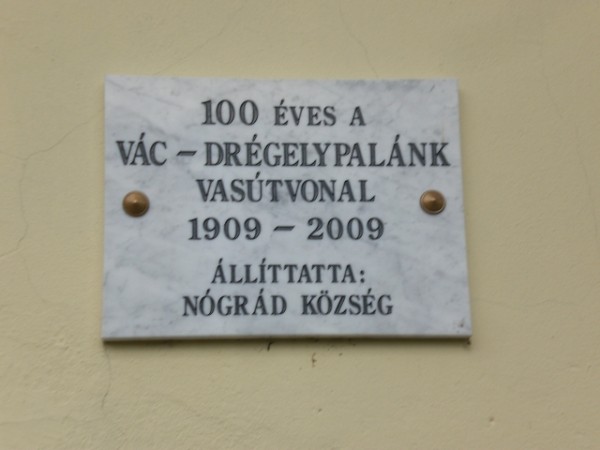 100 ÉVES A
VÁC – DRÉGELYPALÁNK
VASÚTVONAL
1909 – 2009
ÁLLÍTTATTA:
NÓGRÁD KÖZSÉG